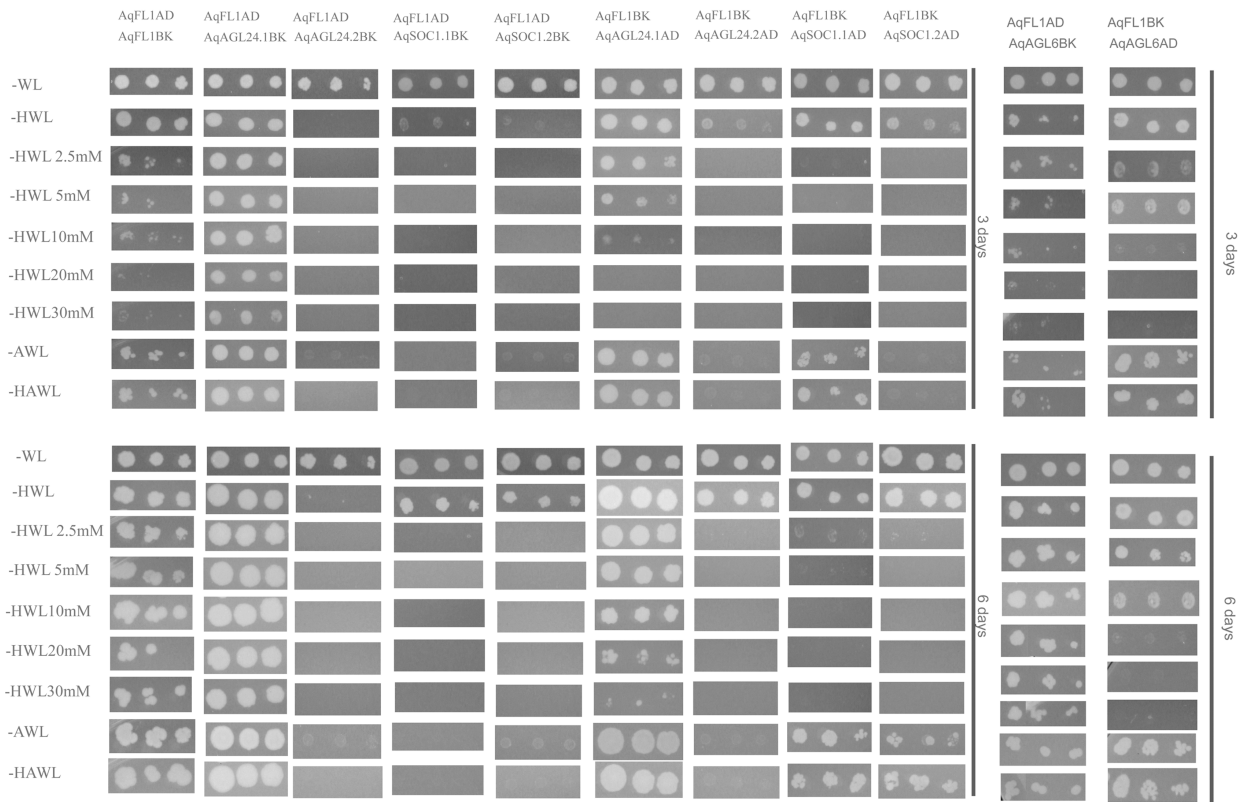 AqFL1AD AqFL1AD AqFL1AD AqFL1AD AqFL1AD AqFL1BK AqFL1BK AqFL1BK AqFL1BK AqFL1AD AqFL1BK
AqFL1BK AqAGL24.1BK AqAGL24.2BK AqSOC1.1BK AqSOC1.2BK AqAGL24.1AD AqAGL24.2AD AqSOC1.1AD AqSOC1.2AD AqAGL6BK AqAGL6AD
-WL
-HWL
-HWL 2.5mM
-HWL 5mM
-HWL10mM
-HWL20mM
-HWL30mM
-AWL
-HAWL
3 days
3 days
-WL
-HWL
-HWL 2.5mM
-HWL 5mM
-HWL10mM
-HWL20mM
-HWL30mM
-AWL
-HAWL
6 days
6 days